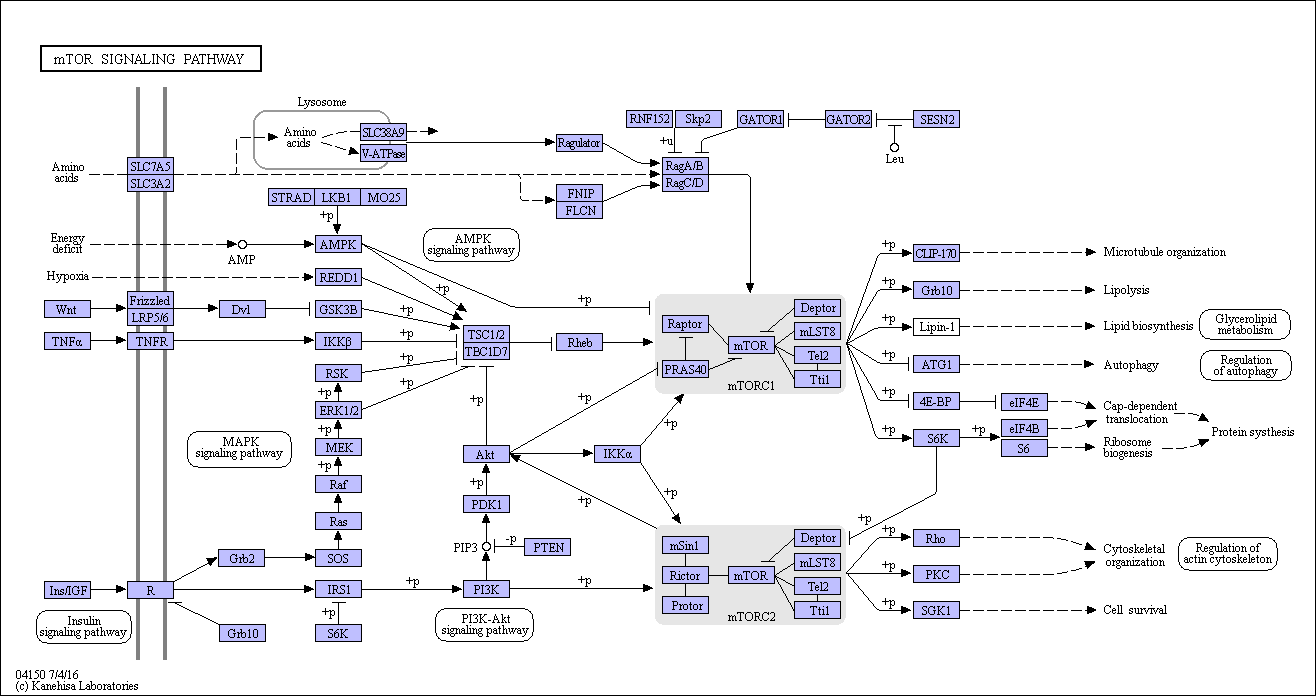 mTOR SIGNALING PATHWAY
Lysosome
Amino
acids
SLC38A9
V-ATPase
Ragulator
RNF152
Skp2
GATOR1
GATOR2
SESN2
Leu
+u
Amino
acids
SLC7A5
SLC3A2
RagA/B
RagC/D
FNIP
FLCN
STRAD
LKB1
MO25
+p
Energy
deficit
AMP
AMPK
AMPK
signaling pathway
Hypoxia
REDD1
+p
+p
Wnt
Frizzled
LRP5/6
Dvl
GSK3B
+p
TNFα
TNFR
IKKβ
+p
TSC1/2
TBC1D7
Rheb
Raptor
PRAS40
mTOR
Deptor
mLST8
Tel2
Tti1
mTORC1
+p
CLIP-170
Microtubule organization
+p
Grb10
Lipolysis
+p
Lipin-1
Lipid biosynthesis
Glycerolipid
metabolism
+p
ATG1
Autophagy
Regulation
of autophagy
+p
4E-BP
eIF4E
Cap-dependent
translocation
+p
S6K
+p
eIF4B
S6
Ribosome
biogenesis
Protein systhesis
RSK
+p
+p
ERK1/2
+p
+p
MEK
+p
Raf
Ras
MAPK
signaling pathway
+p
+p
Akt
IKKα
+p
+p
+p
+p
PDK1
PIP3
-p
PTEN
Grb2
SOS
Ins/IGF
R
IRS1
+p
PI3K
+p
Insulin
signaling pathway
Grb10
+p
S6K
PI3K-Akt
signaling pathway
mSin1
Rictor
Protor
mTOR
Deptor
mLST8
Tel2
Tti1
mTORC2
+p
+p
Rho
+p
PKC
+p
SGK1
Cytoskeletal
organization
Regulation of
actin cytoskeleton
Cell survival
04150 7/4/16
(c) Kanehisa Laboratories